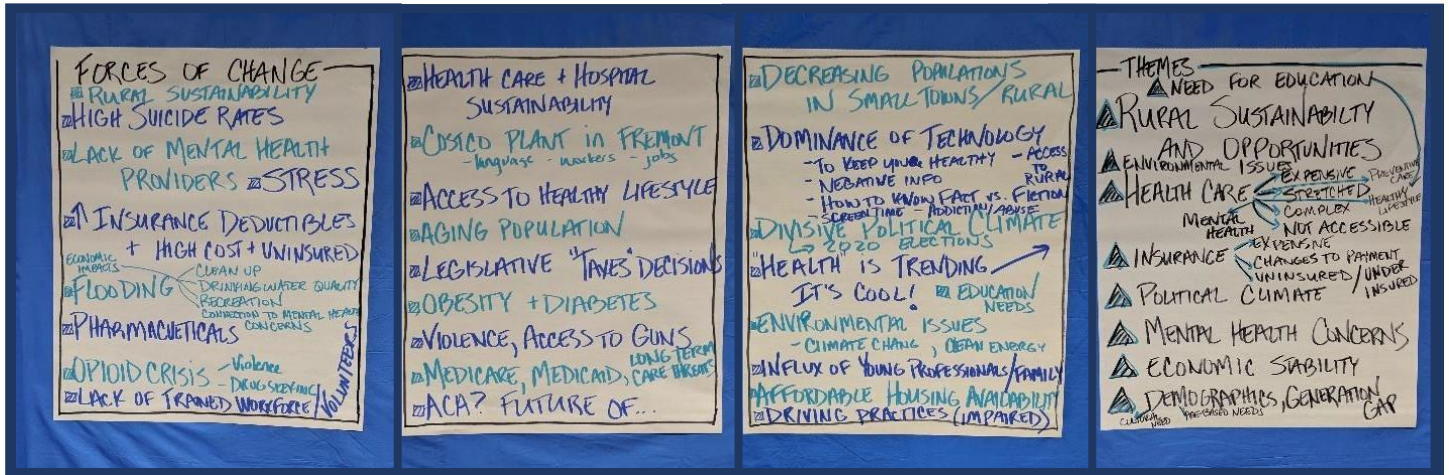 FORCES OF CHANGE
RURAL SUSTAINABILITY
HIGH SUICIDE RATES
LACK OF MENTAL HEALTH
PROVIDERS STRESS
↑ INSURANCE DEDUCTIBLES
+ HIGH COST + UNINSURED
ECONOMIC
IMPACTS
FLOODING
CLEAN UP
DRINKING WATER QUALITY
RECREATION
CONNECTION TO MENTAL HEALTH
CONCERNS
PHARMACUETICALS
OPIOID CRISIS - Violence
LACK OF TRAINED WORKFORCE/
VOLUNTEERS
HEALTH CARE + HOSPITAL
SUSTAINABILITY
COSTCO PLANT in FREMONT
- language - workers - jobs
ACCESS TO HEALTHY LIFESTYLE
AGING POPULATION
LEGISLATIVE "TAXES" DECISIONS
OBESITY + DIABETES
VIOLENCE, ACCESS TO GUNS
MEDICARE, MEDICAID, LONG TERM
CARE THREATS
ACA? FUTURE OF...
DECREASING POPULATIONS
IN SMALL TOWNS/RURAL
DOMINANCE OF TECHNOLOGY
- TO KEEP YOU HEALTHY
- NEGATIVE INFO
- HOW TO KNOW FACT VS. FICTION
- SCREEN TIME - ADDICTION/ABUSE
- ACCESS
TO
RURAL
DIVISIVE POLITICAL CLIMATE
↳ 2020 ELECTIONS
"HEALTH" IS TRENDING
IT'S COOL! EDUCATION
NEEDS
ENVIRONMENTAL ISSUES
- CLIMATE CHANG, CLEAN ENERGY
INFLUX OF YOUNG PROFESSIONALS/FAMILY
AFFORDABLE HOUSING AVAILABILITY
DRIVING PRACTICES (IMPAIRED)
THEMES
NEED FOR EDUCATION
RURAL SUSTAINABILTY
AND OPPORTUNITIES
ENVIRONMENTAL ISSUES
HEALTH CARE
EXPENSIVE
STRETCHED
COMPLEX
NOT ACCESSIBLE
PREVENTIVE
CARE
HEALTHY
LIFESTYLE
MENTAL
HEALTH
INSURANCE
EXPENSIVE
CHANGES TO PAYMENT
UNINSURED/UNDER
INSURED
POLITICAL CLIMATE
MENTAL HEALTH CONCERNS
ECONOMIC STABILITY
DEMOGRAPHICS, GENERATION
GAP
CULTURAL
NEED
AGE BASED NEEDS